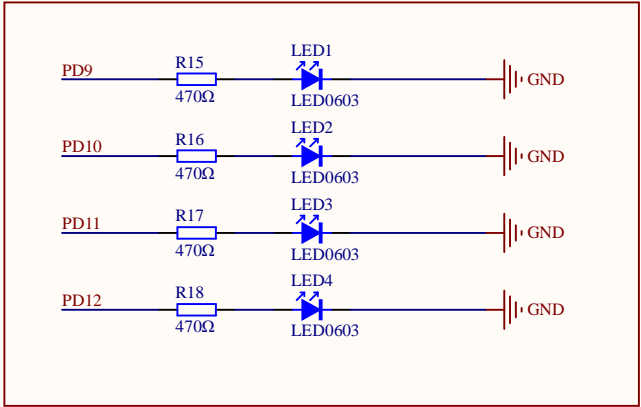 LED1
R15
PD9
GND
470Ω
LED0603
LED2
R16
PD10
GND
470Ω
LED0603
LED3
R17
PD11
GND
470Ω
LED0603
LED4
R18
PD12
GND
470Ω
LED0603